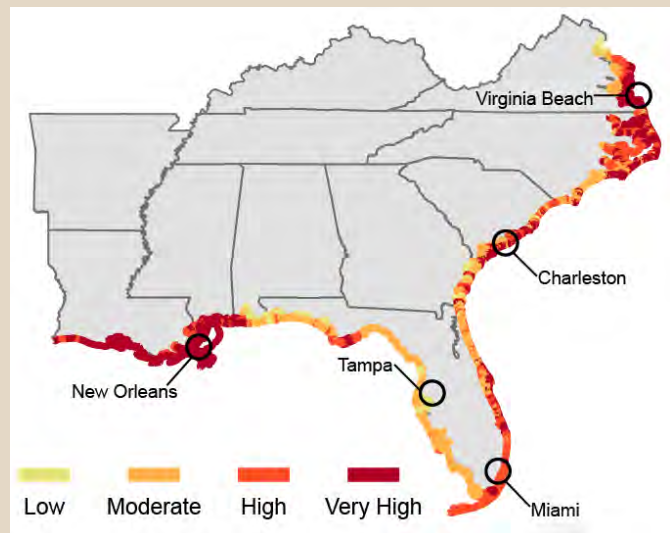 Virginia Beach
Charleston
Tampa
New Orleans
Miami
Low Moderate High Very High